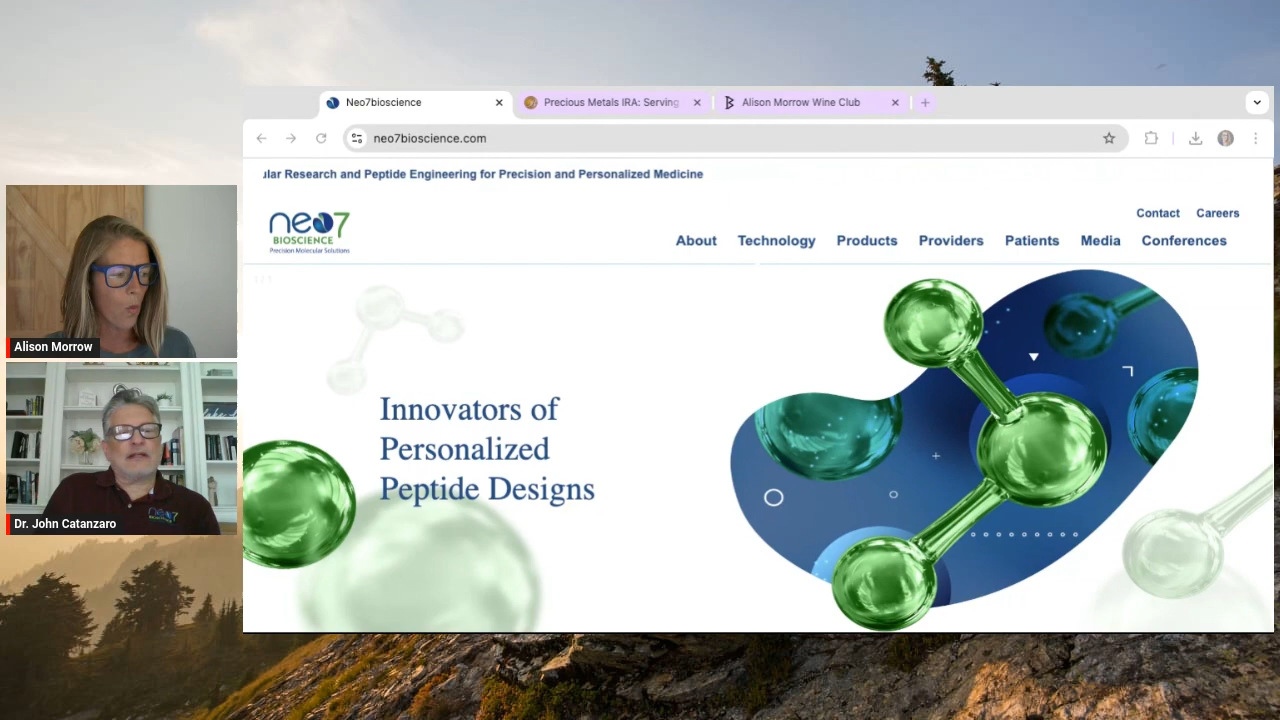 Neo7bioscience
Precious Metals IRA: Serving
Alison Morrow Wine Club
neo7bioscience.com
ular Research and Peptide Engineering for Precision and Personalized Medicine
neo7
BIOSCIENCE
Precision Molecular Solutions
Contact Careers
About Technology Products Providers Patients Media Conferences
Innovators of
Personalized
Peptide Designs
Alison Morrow
neo7
BIOSCIENCE
Dr. John Catanzaro